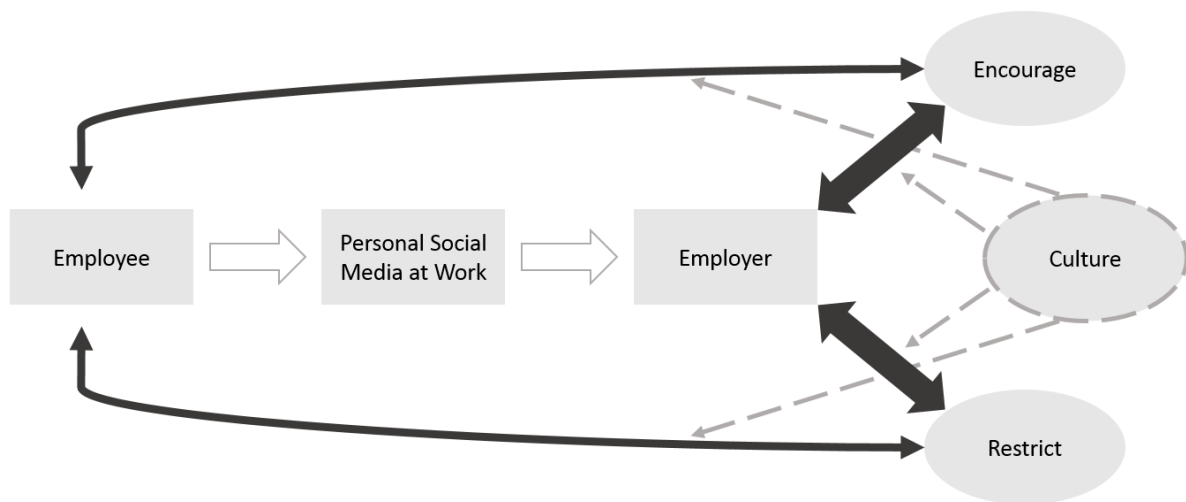 Encourage
Employee
Personal Social
Media at Work
Employer
Culture
Restrict